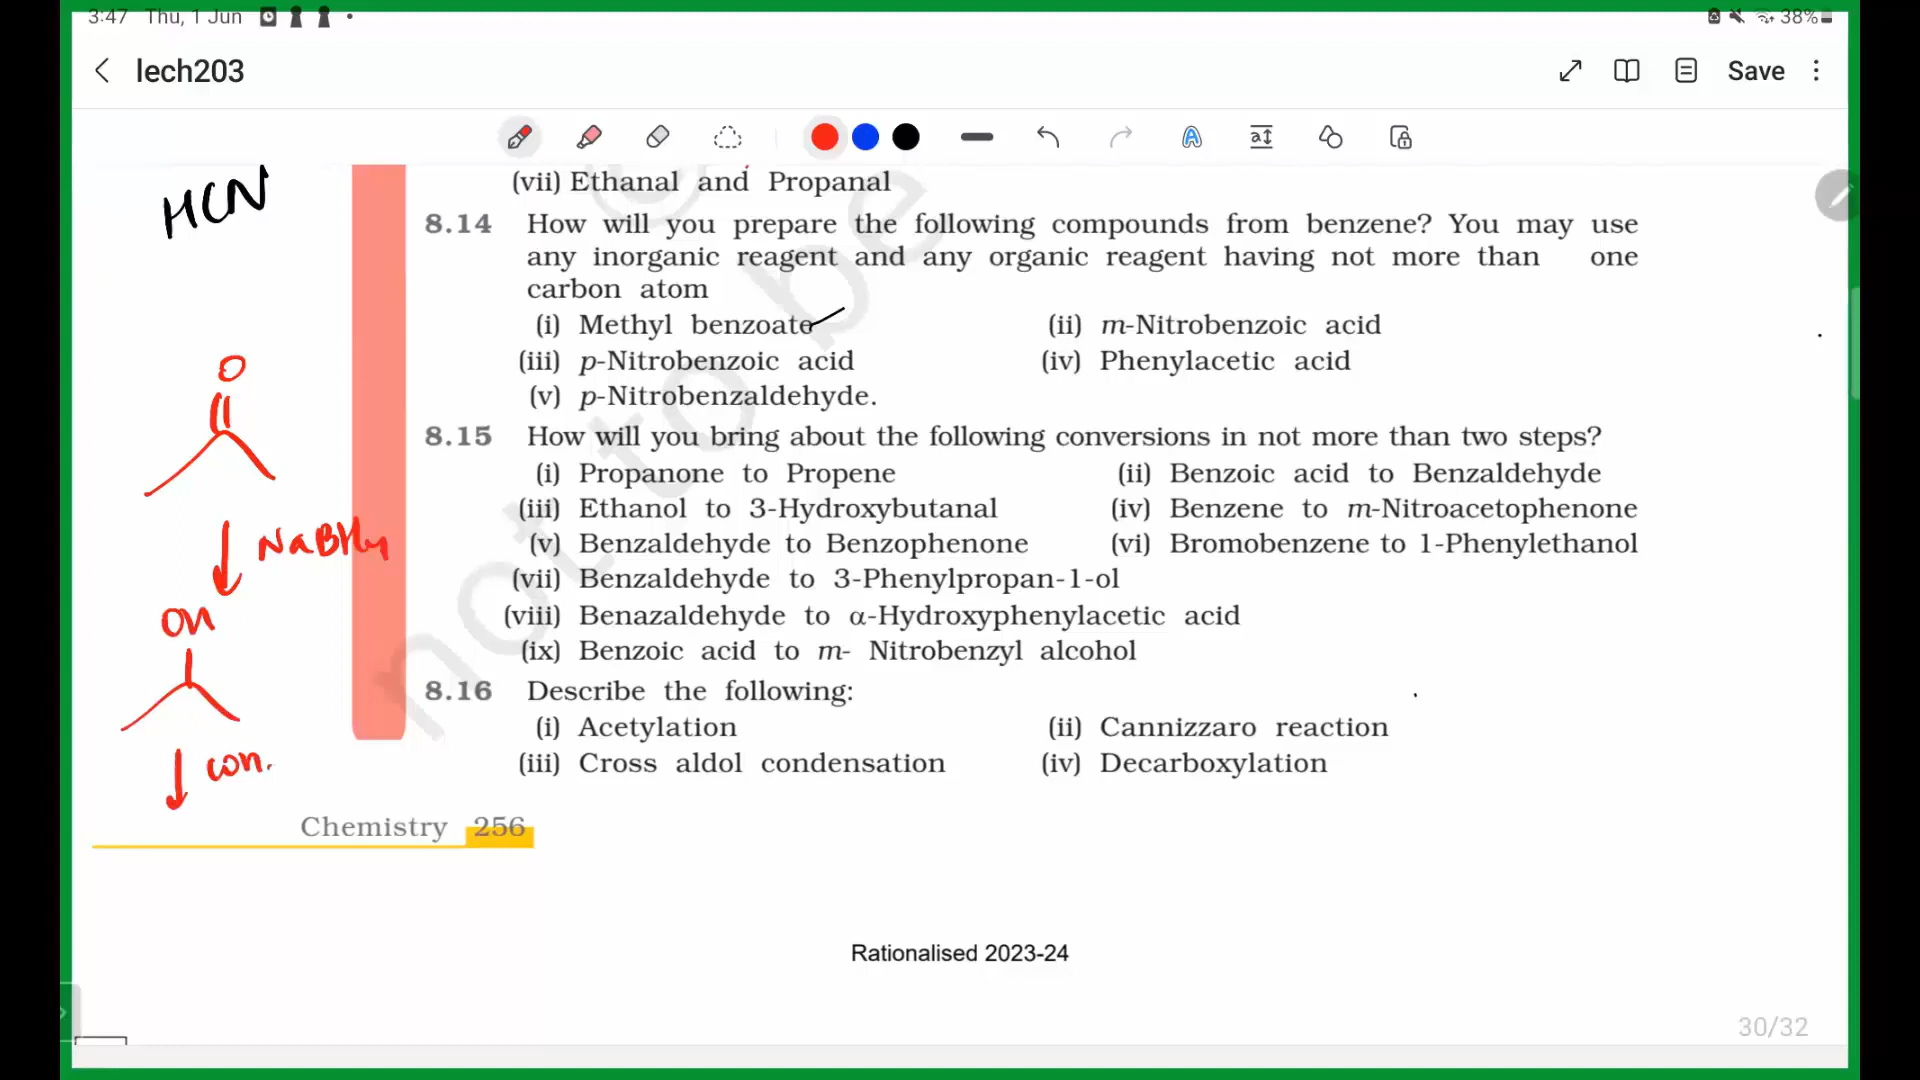 3:47 Thu, 1 Jun
38%
lech203
Save
HCN
(vii) Ethanal and Propanal
8.14 How will you prepare the following compounds from benzene? You may use
any inorganic reagent and any organic reagent having not more than one
carbon atom
(i) Methyl benzoate (ii) m-Nitrobenzoic acid
(iii) p-Nitrobenzoic acid (iv) Phenylacetic acid
(v) p-Nitrobenzaldehyde.
8.15 How will you bring about the following conversions in not more than two steps?
(i) Propanone to Propene (ii) Benzoic acid to Benzaldehyde
(iii) Ethanol to 3-Hydroxybutanal (iv) Benzene to m-Nitroacetophenone
(v) Benzaldehyde to Benzophenone (vi) Bromobenzene to 1-Phenylethanol
(vii) Benzaldehyde to 3-Phenylpropan-1-ol
(viii) Benazaldehyde to α-Hydroxyphenylacetic acid
(ix) Benzoic acid to m- Nitrobenzyl alcohol
8.16 Describe the following:
(i) Acetylation (ii) Cannizzaro reaction
(iii) Cross aldol condensation (iv) Decarboxylation
O
NaBH4
OH
con.
not to be
©
Chemistry 256
Rationalised 2023-24
30/32